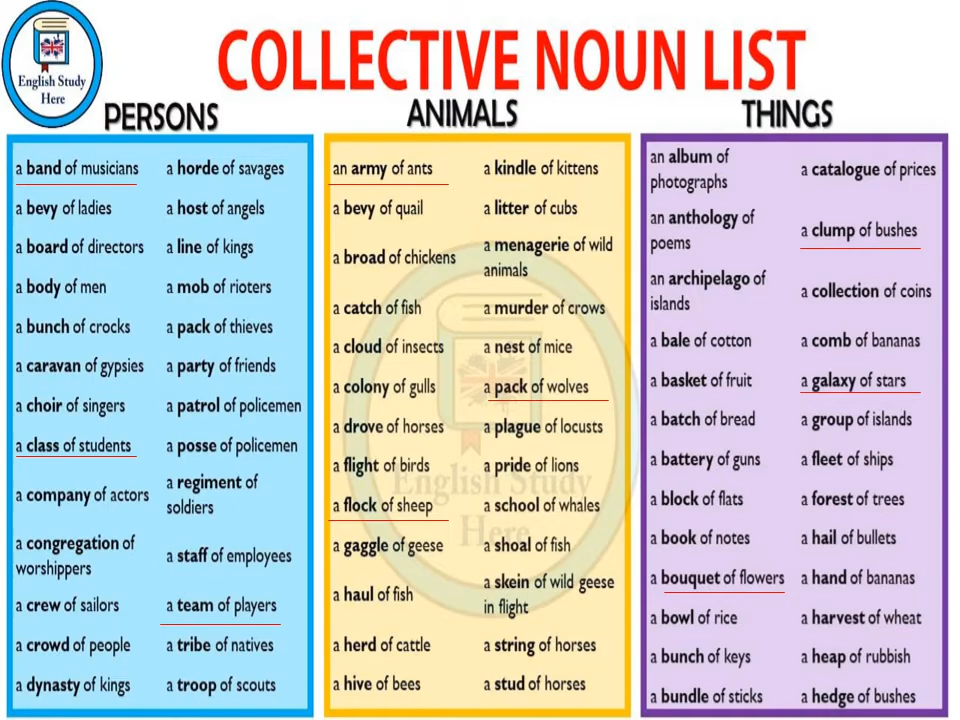 English Study
Here
COLLECTIVE NOUN LIST
PERSONS
a band of musicians
a bevy of ladies
a board of directors
a body of men
a bunch of crocks
a caravan of gypsies
a choir of singers
a class of students
a company of actors
a congregation of
worshippers
a crew of sailors
a crowd of people
a dynasty of kings
a horde of savages
a host of angels
a line of kings
a mob of rioters
a pack of thieves
a party of friends
a patrol of policemen
a posse of policemen
a regiment of
soldiers
a staff of employees
a team of players
a tribe of natives
a troop of scouts
ANIMALS
an army of ants
a bevy of quail
a broad of chickens
a catch of fish
a cloud of insects
a colony of gulls
a drove of horses
a flight of birds
a flock of sheep
a gaggle of geese
a haul of fish
a herd of cattle
a hive of bees
a kindle of kittens
a litter of cubs
a menagerie of wild
animals
a murder of crows
a nest of mice
a pack of wolves
a plague of locusts
a pride of lions
a school of whales
a shoal of fish
a skein of wild geese
in flight
a string of horses
a stud of horses
English Study
Here
THINGS
an album of
photographs
an anthology of
poems
an archipelago of
islands
a bale of cotton
a basket of fruit
a batch of bread
a battery of guns
a block of flats
a book of notes
a bouquet of flowers
a bowl of rice
a bunch of keys
a bundle of sticks
a catalogue of prices
a clump of bushes
a collection of coins
a comb of bananas
a galaxy of stars
a group of islands
a fleet of ships
a forest of trees
a hail of bullets
a hand of bananas
a harvest of wheat
a heap of rubbish
a hedge of bushes